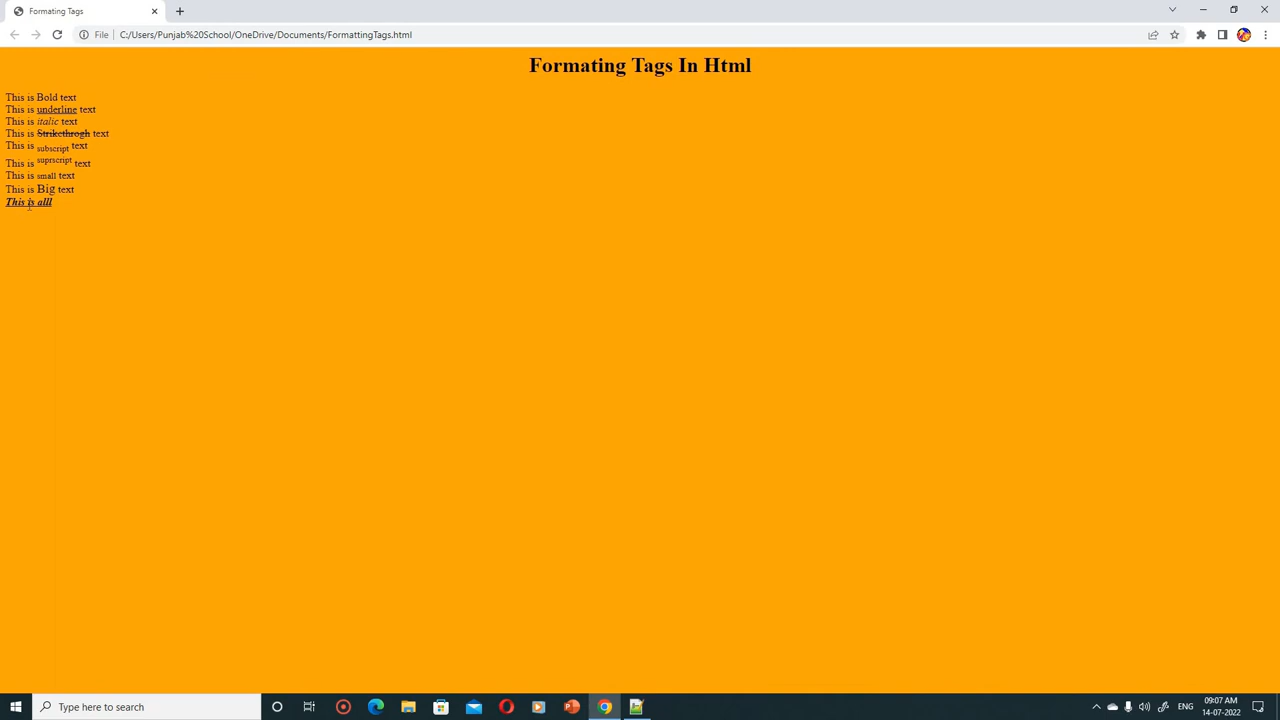 Formating Tags
File
C:/Users/Punjab%20School/OneDrive/Documents/FormattingTags.html
Formating Tags In Html
This is Bold text
This is underline text
This is italic text
This is Strikethrogh text
This is subscript text
This is suprscript text
This is small text
This is Big text
This is alll
Type here to search
ENG
09:07 AM
14-07-2022